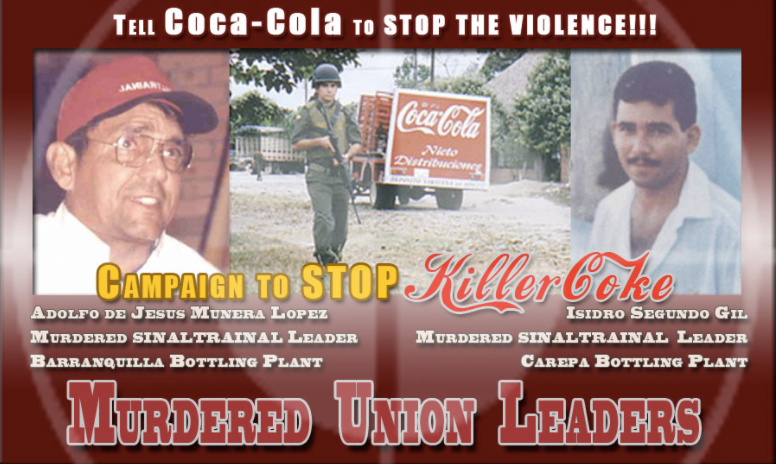 Tell Coca-Cola to STOP THE VIOLENCE!!!
JANIARTL
Coca-Cola
Nieto
Distribuciones
Campaign to STOP KillerCoke
Adolfo de Jesus Munera Lopez
Murdered SINALTRAINAL Leader
Barranquilla Bottling Plant
Isidro Segundo Gil
Murdered SINALTRAINAL Leader
Carepa Bottling Plant
Murdered Union Leaders